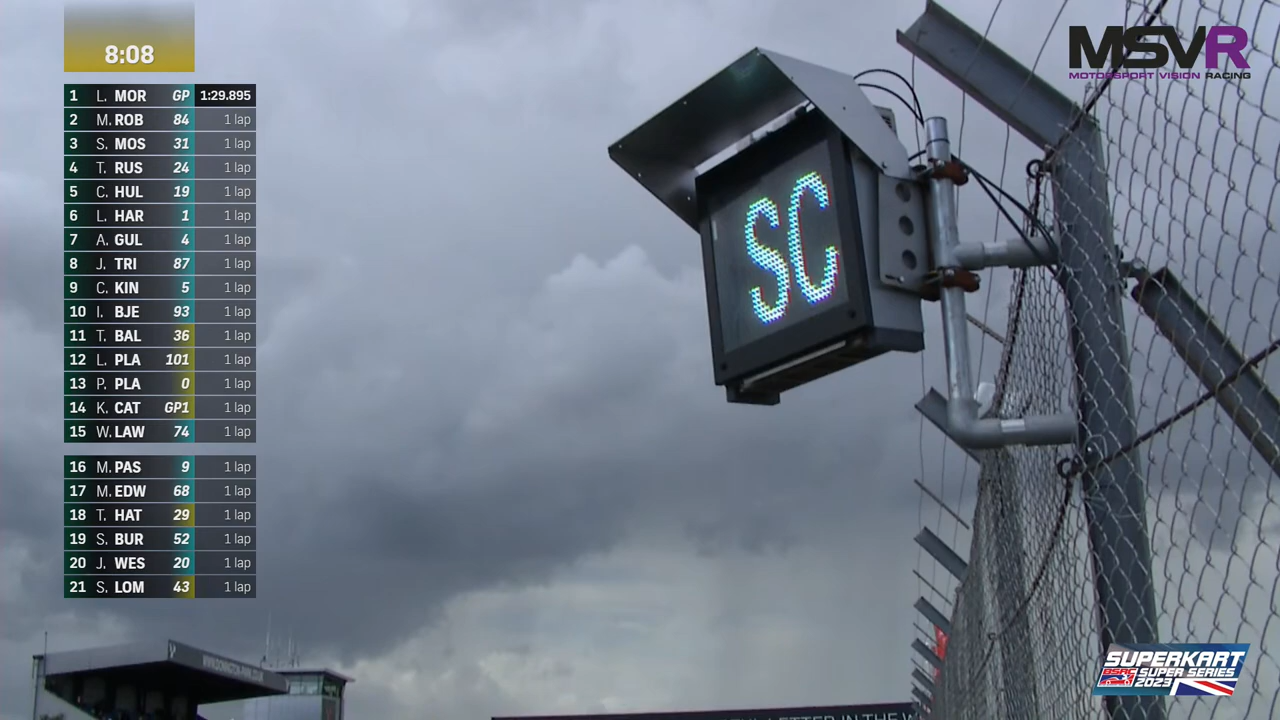 8:08
1 L. MOR GP 1:29.895
2 M. ROB 84 1 lap
3 S. MOS 31 1 lap
4 T. RUS 24 1 lap
5 C. HUL 19 1 lap
6 L. HAR 1 1 lap
7 A. GUL 4 1 lap
8 J. TRI 87 1 lap
9 C. KIN 5 1 lap
10 I. BJE 93 1 lap
11 T. BAL 36 1 lap
12 L. PLA 101 1 lap
13 P. PLA 0 1 lap
14 K. CAT GP1 1 lap
15 W. LAW 74 1 lap
16 M. PAS 9 1 lap
17 M. EDW 68 1 lap
18 T. HAT 29 1 lap
19 S. BUR 52 1 lap
20 J. WES 20 1 lap
21 S. LOM 43 1 lap
SC
MSVR
MOTORSPORT VISION RACING
SUPERKART
BSRC SUPER SERIES
2023
LETTER IN THE W